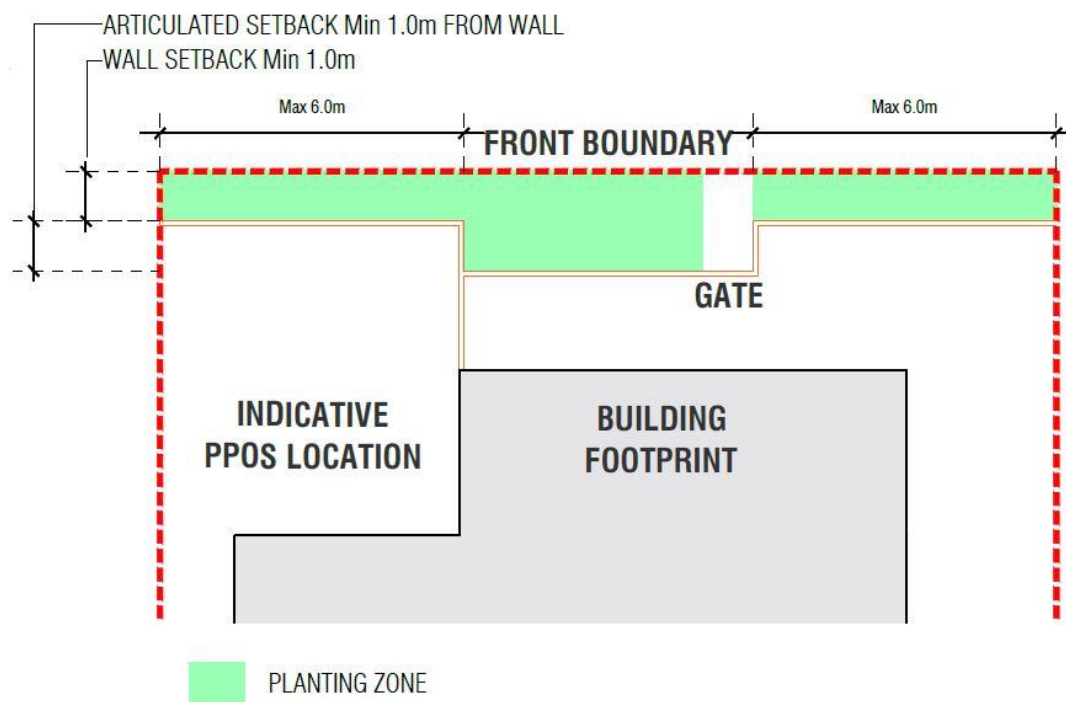 ARTICULATED SETBACK Min 1.0m FROM WALL
WALL SETBACK Min 1.0m
Max 6.0m
Max 6.0m
FRONT BOUNDARY
GATE
INDICATIVE
PPOS LOCATION
BUILDING
FOOTPRINT
PLANTING ZONE